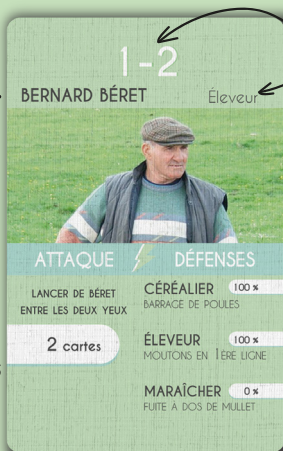 1-2
BERNARD BÉRET
Éleveur
ATTAQUE
DÉFENSES
LANCER DE BÉRET
ENTRE LES DEUX YEUX
2 cartes
CÉRÉALIER 100 %
BARRAGE DE POULES
ÉLEVEUR 100 %
MOUTONS EN 1ÈRE LIGNE
MARAÎCHER 0 %
FUITE À DOS DE MULLET